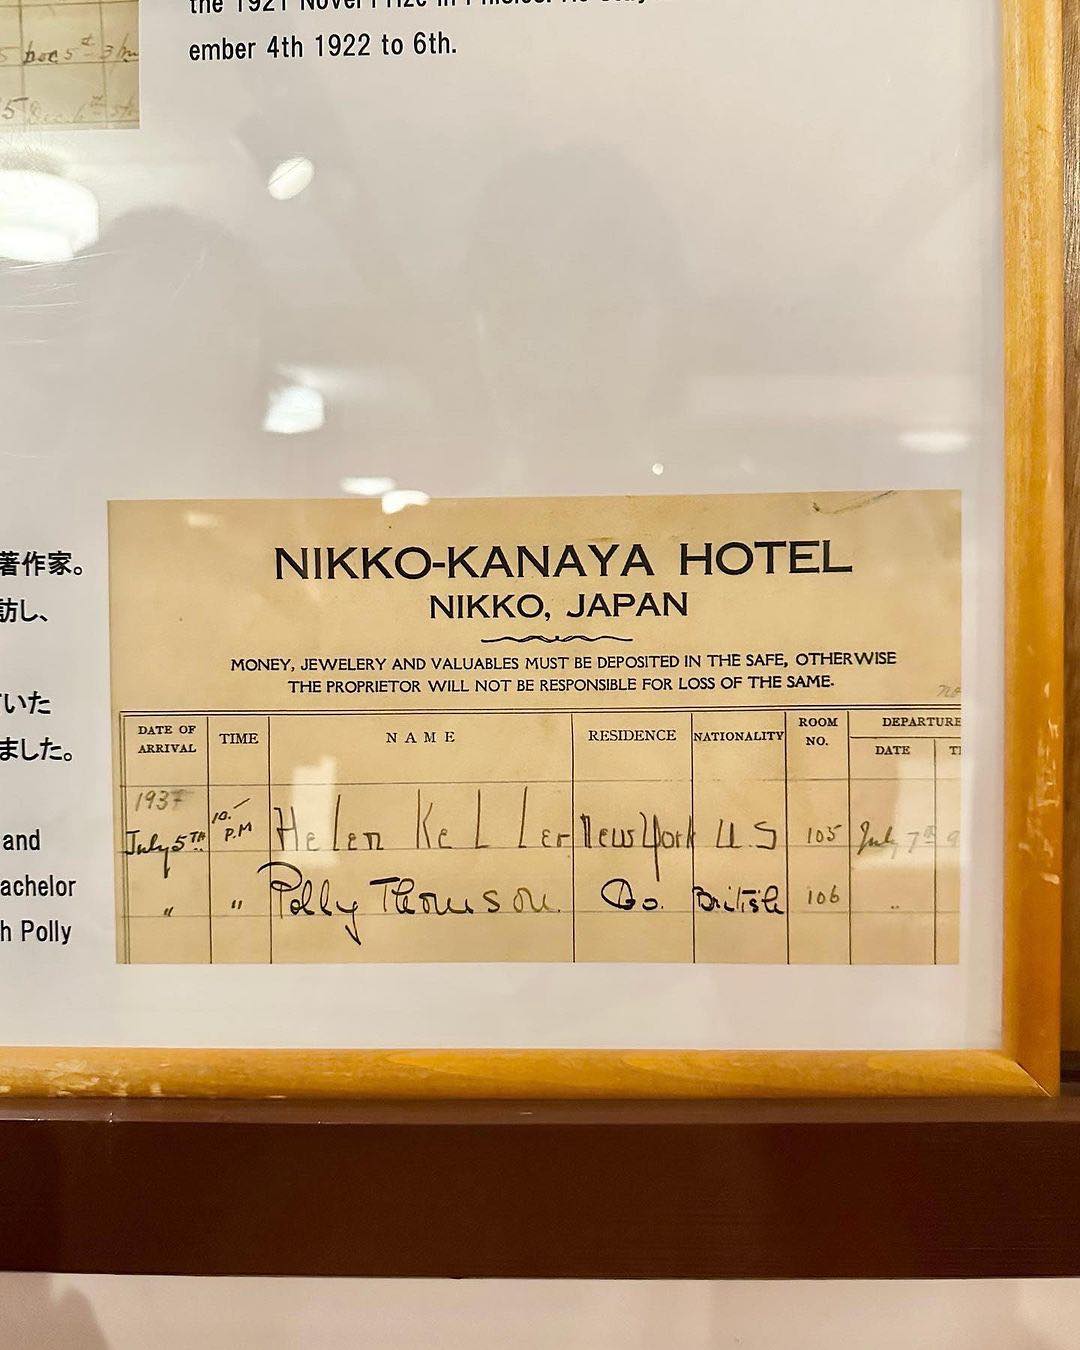 ember 4th 1922 to 6th.
著作家。
訪し、
いた
ました。
and
achelor
h Polly
NIKKO-KANAYA HOTEL
NIKKO, JAPAN
MONEY, JEWELERY AND VALUABLES MUST BE DEPOSITED IN THE SAFE, OTHERWISE
THE PROPRIETOR WILL NOT BE RESPONSIBLE FOR LOSS OF THE SAME.
DATE OF ARRIVAL TIME NAME RESIDENCE NATIONALITY ROOM NO. DEPARTURE
DATE
1937
July 5TH 10.— P.M Helen Keller New York U.S 105 July 7th
" " Polly Thomson Do. British 106 "